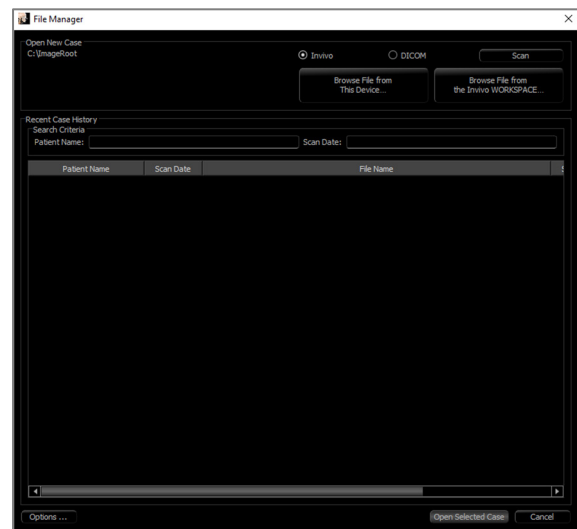 File Manager
Open New Case
C:\ImageRoot
Invivo
DICOM
Scan
Browse File from
This Device...
Browse File from
the Invivo WORKSPACE...
Recent Case History
Search Criteria
Patient Name:
Scan Date:
Patient Name
Scan Date
File Name
Options ...
Open Selected Case
Cancel